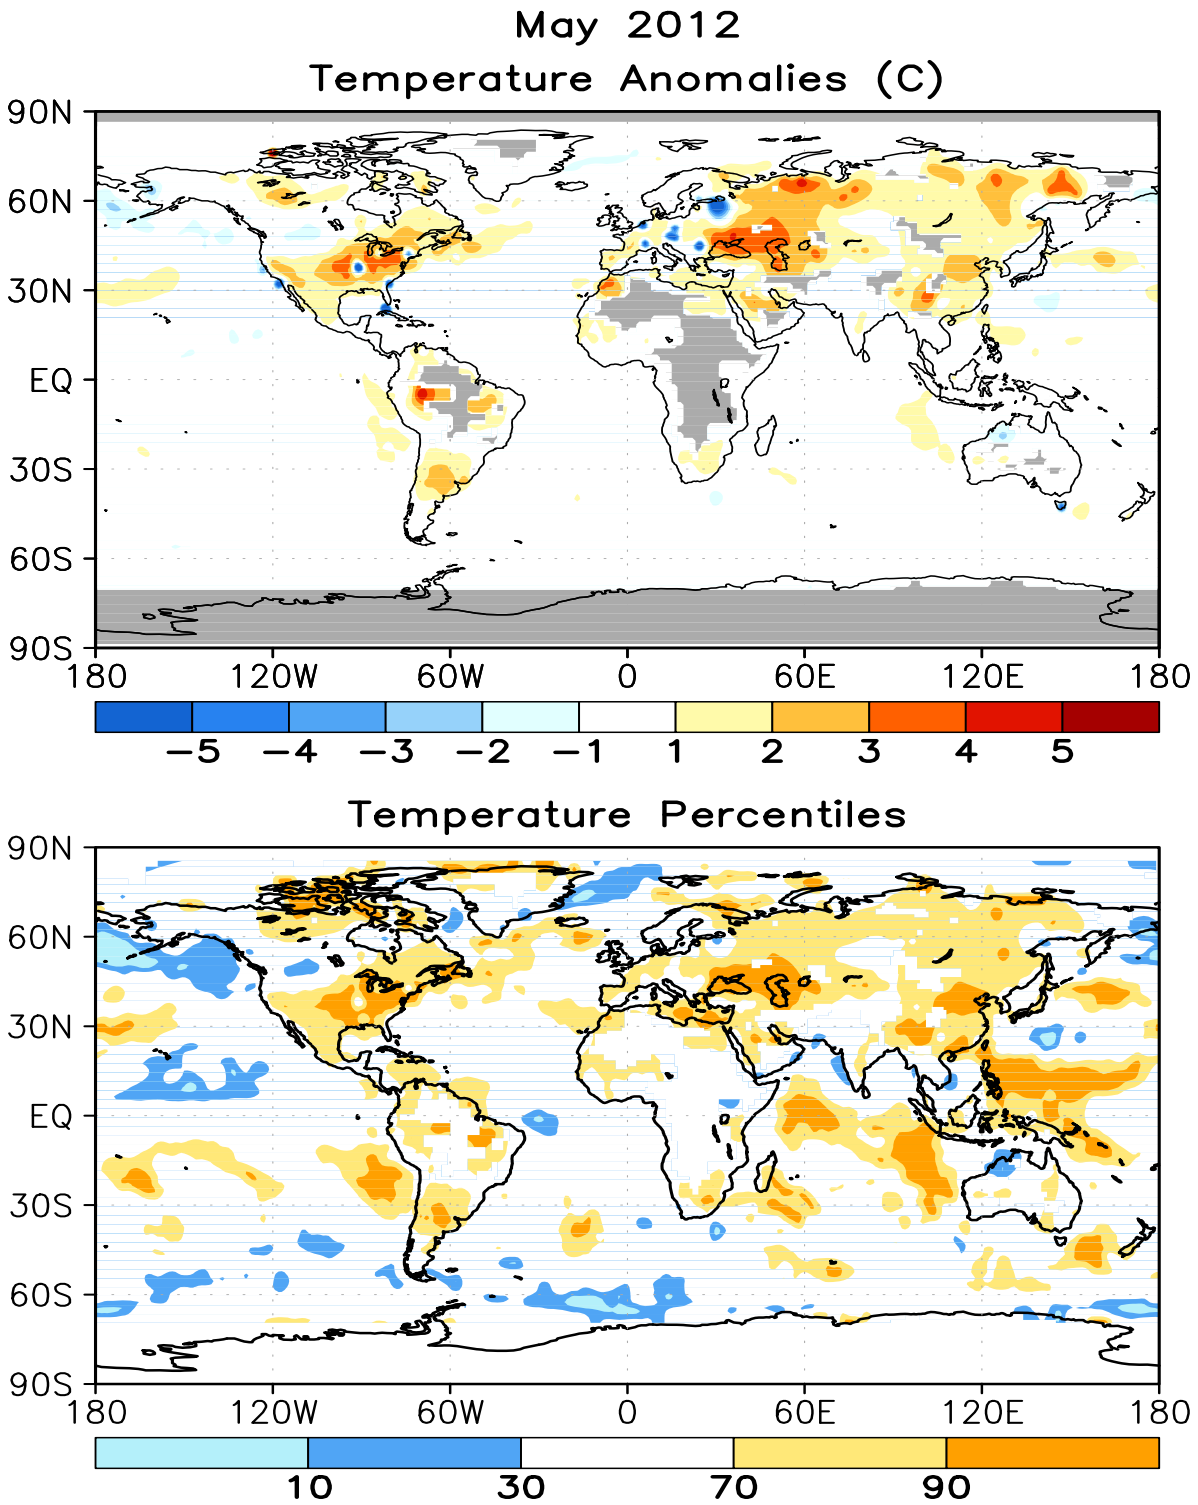 May 2012
Temperature Anomalies (C)
90N
60N
30N
EQ
30S
60S
90S
180 120W 60W 0 60E 120E 180
-5 -4 -3 -2 -1 1 2 3 4 5
Temperature Percentiles
90N
60N
30N
EQ
30S
60S
90S
180 120W 60W 0 60E 120E 180
10 30 70 90